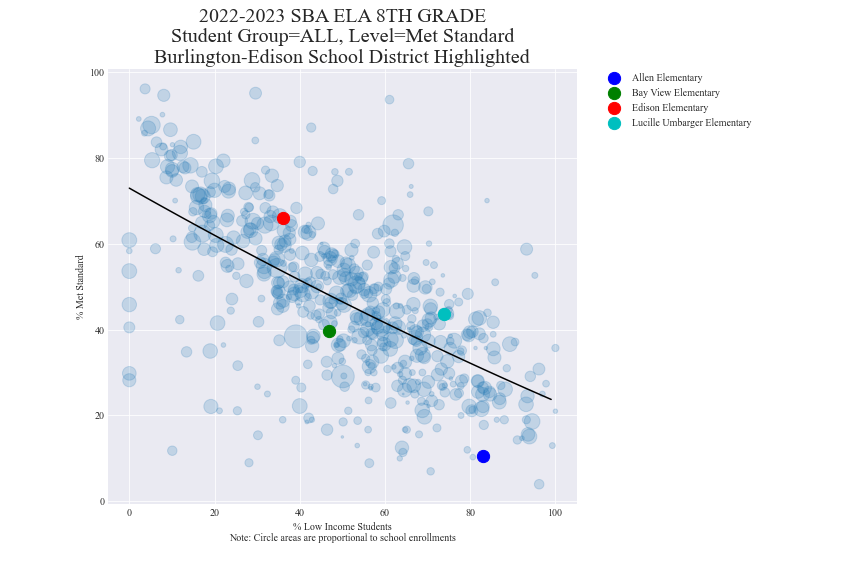 2022-2023 SBA ELA 8TH GRADE
Student Group=ALL, Level=Met Standard
Burlington-Edison School District Highlighted
Allen Elementary
Bay View Elementary
Edison Elementary
Lucille Umbarger Elementary
% Met Standard
100
80
60
40
20
0
0 20 40 60 80 100
% Low Income Students
Note: Circle areas are proportional to school enrollments